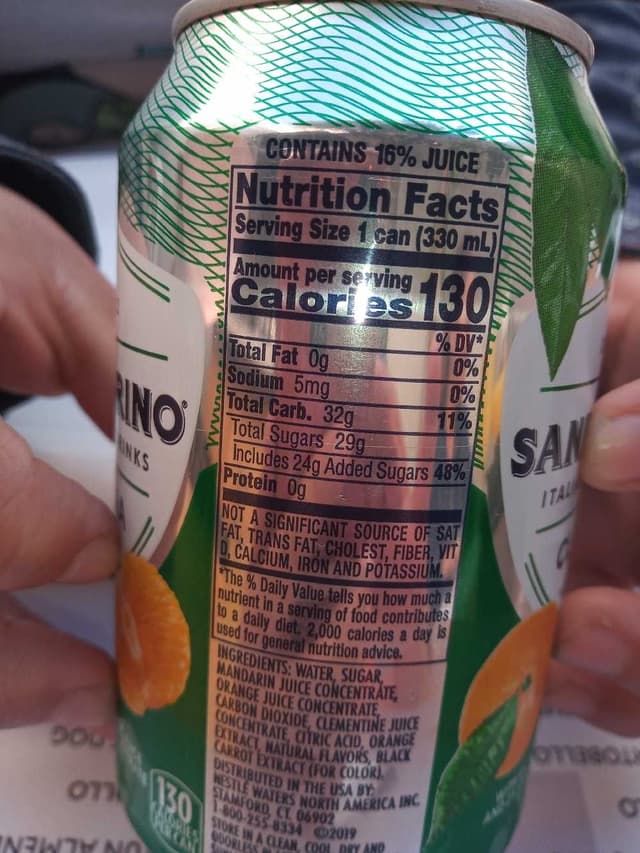 CONTAINS 16% JUICE
Nutrition Facts
Serving Size 1 can (330 mL)
Amount per serving
Calories 130
% DV*
Total Fat 0g 0%
Sodium 5mg 0%
Total Carb. 32g 11%
Total Sugars 29g
Includes 24g Added Sugars 48%
Protein 0g
NOT A SIGNIFICANT SOURCE OF SAT
FAT, TRANS FAT, CHOLEST, FIBER, VIT
D, CALCIUM, IRON AND POTASSIUM.
*The % Daily Value tells you how much a
nutrient in a serving of food contributes
to a daily diet. 2,000 calories a day is
used for general nutrition advice.
INGREDIENTS: WATER, SUGAR,
MANDARIN JUICE CONCENTRATE,
ORANGE JUICE CONCENTRATE,
CARBON DIOXIDE, CLEMENTINE JUICE
CONCENTRATE, CITRIC ACID, ORANGE
EXTRACT, NATURAL FLAVORS, BLACK
CARROT EXTRACT (FOR COLOR).
DISTRIBUTED IN THE USA BY:
NESTLÉ WATERS NORTH AMERICA INC.
STAMFORD, CT, 06902
1-800-255-8334 ©2019
STORE IN A CLEAN, COOL, DRY AND
ODORLESS
RINO®
INKS
A
130
CALORIES
PER CAN
SAN
ITAL
C